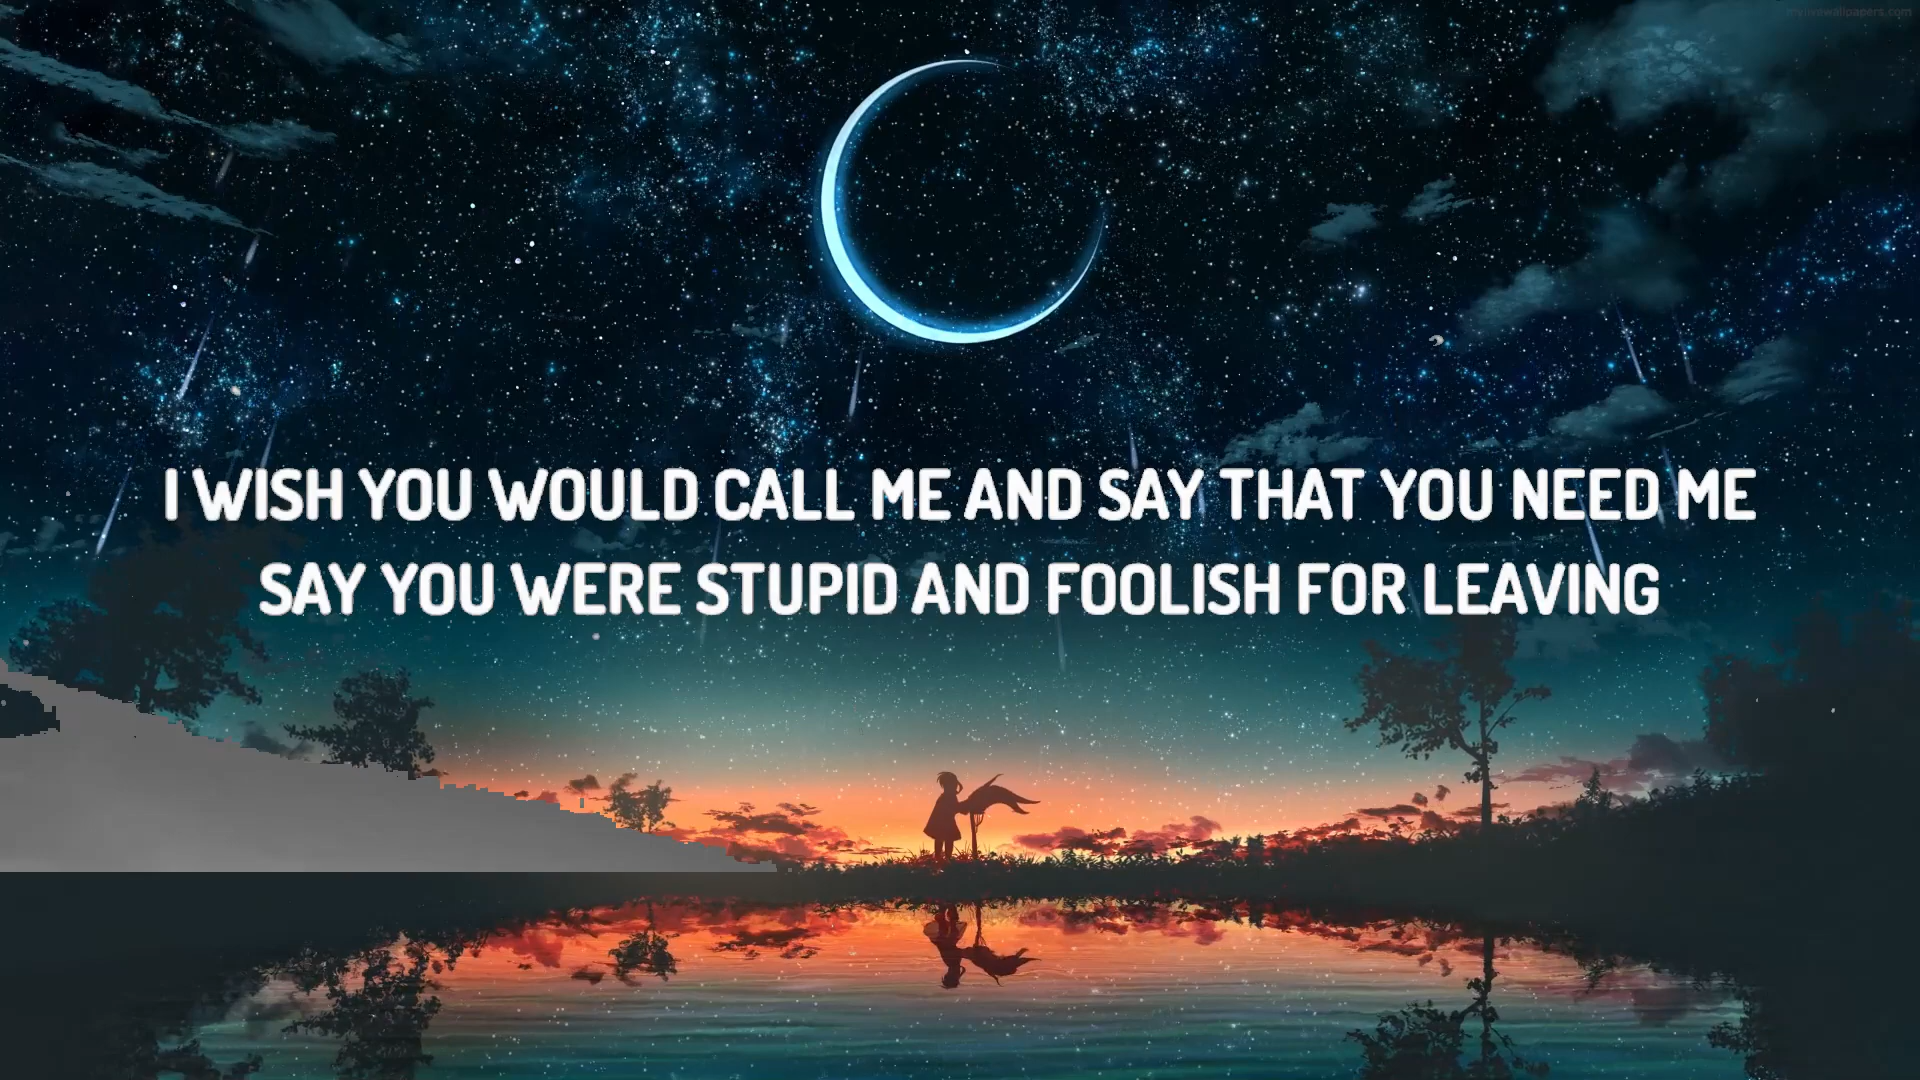 I WISH YOU WOULD CALL ME AND SAY THAT YOU NEED ME
SAY YOU WERE STUPID AND FOOLISH FOR LEAVING